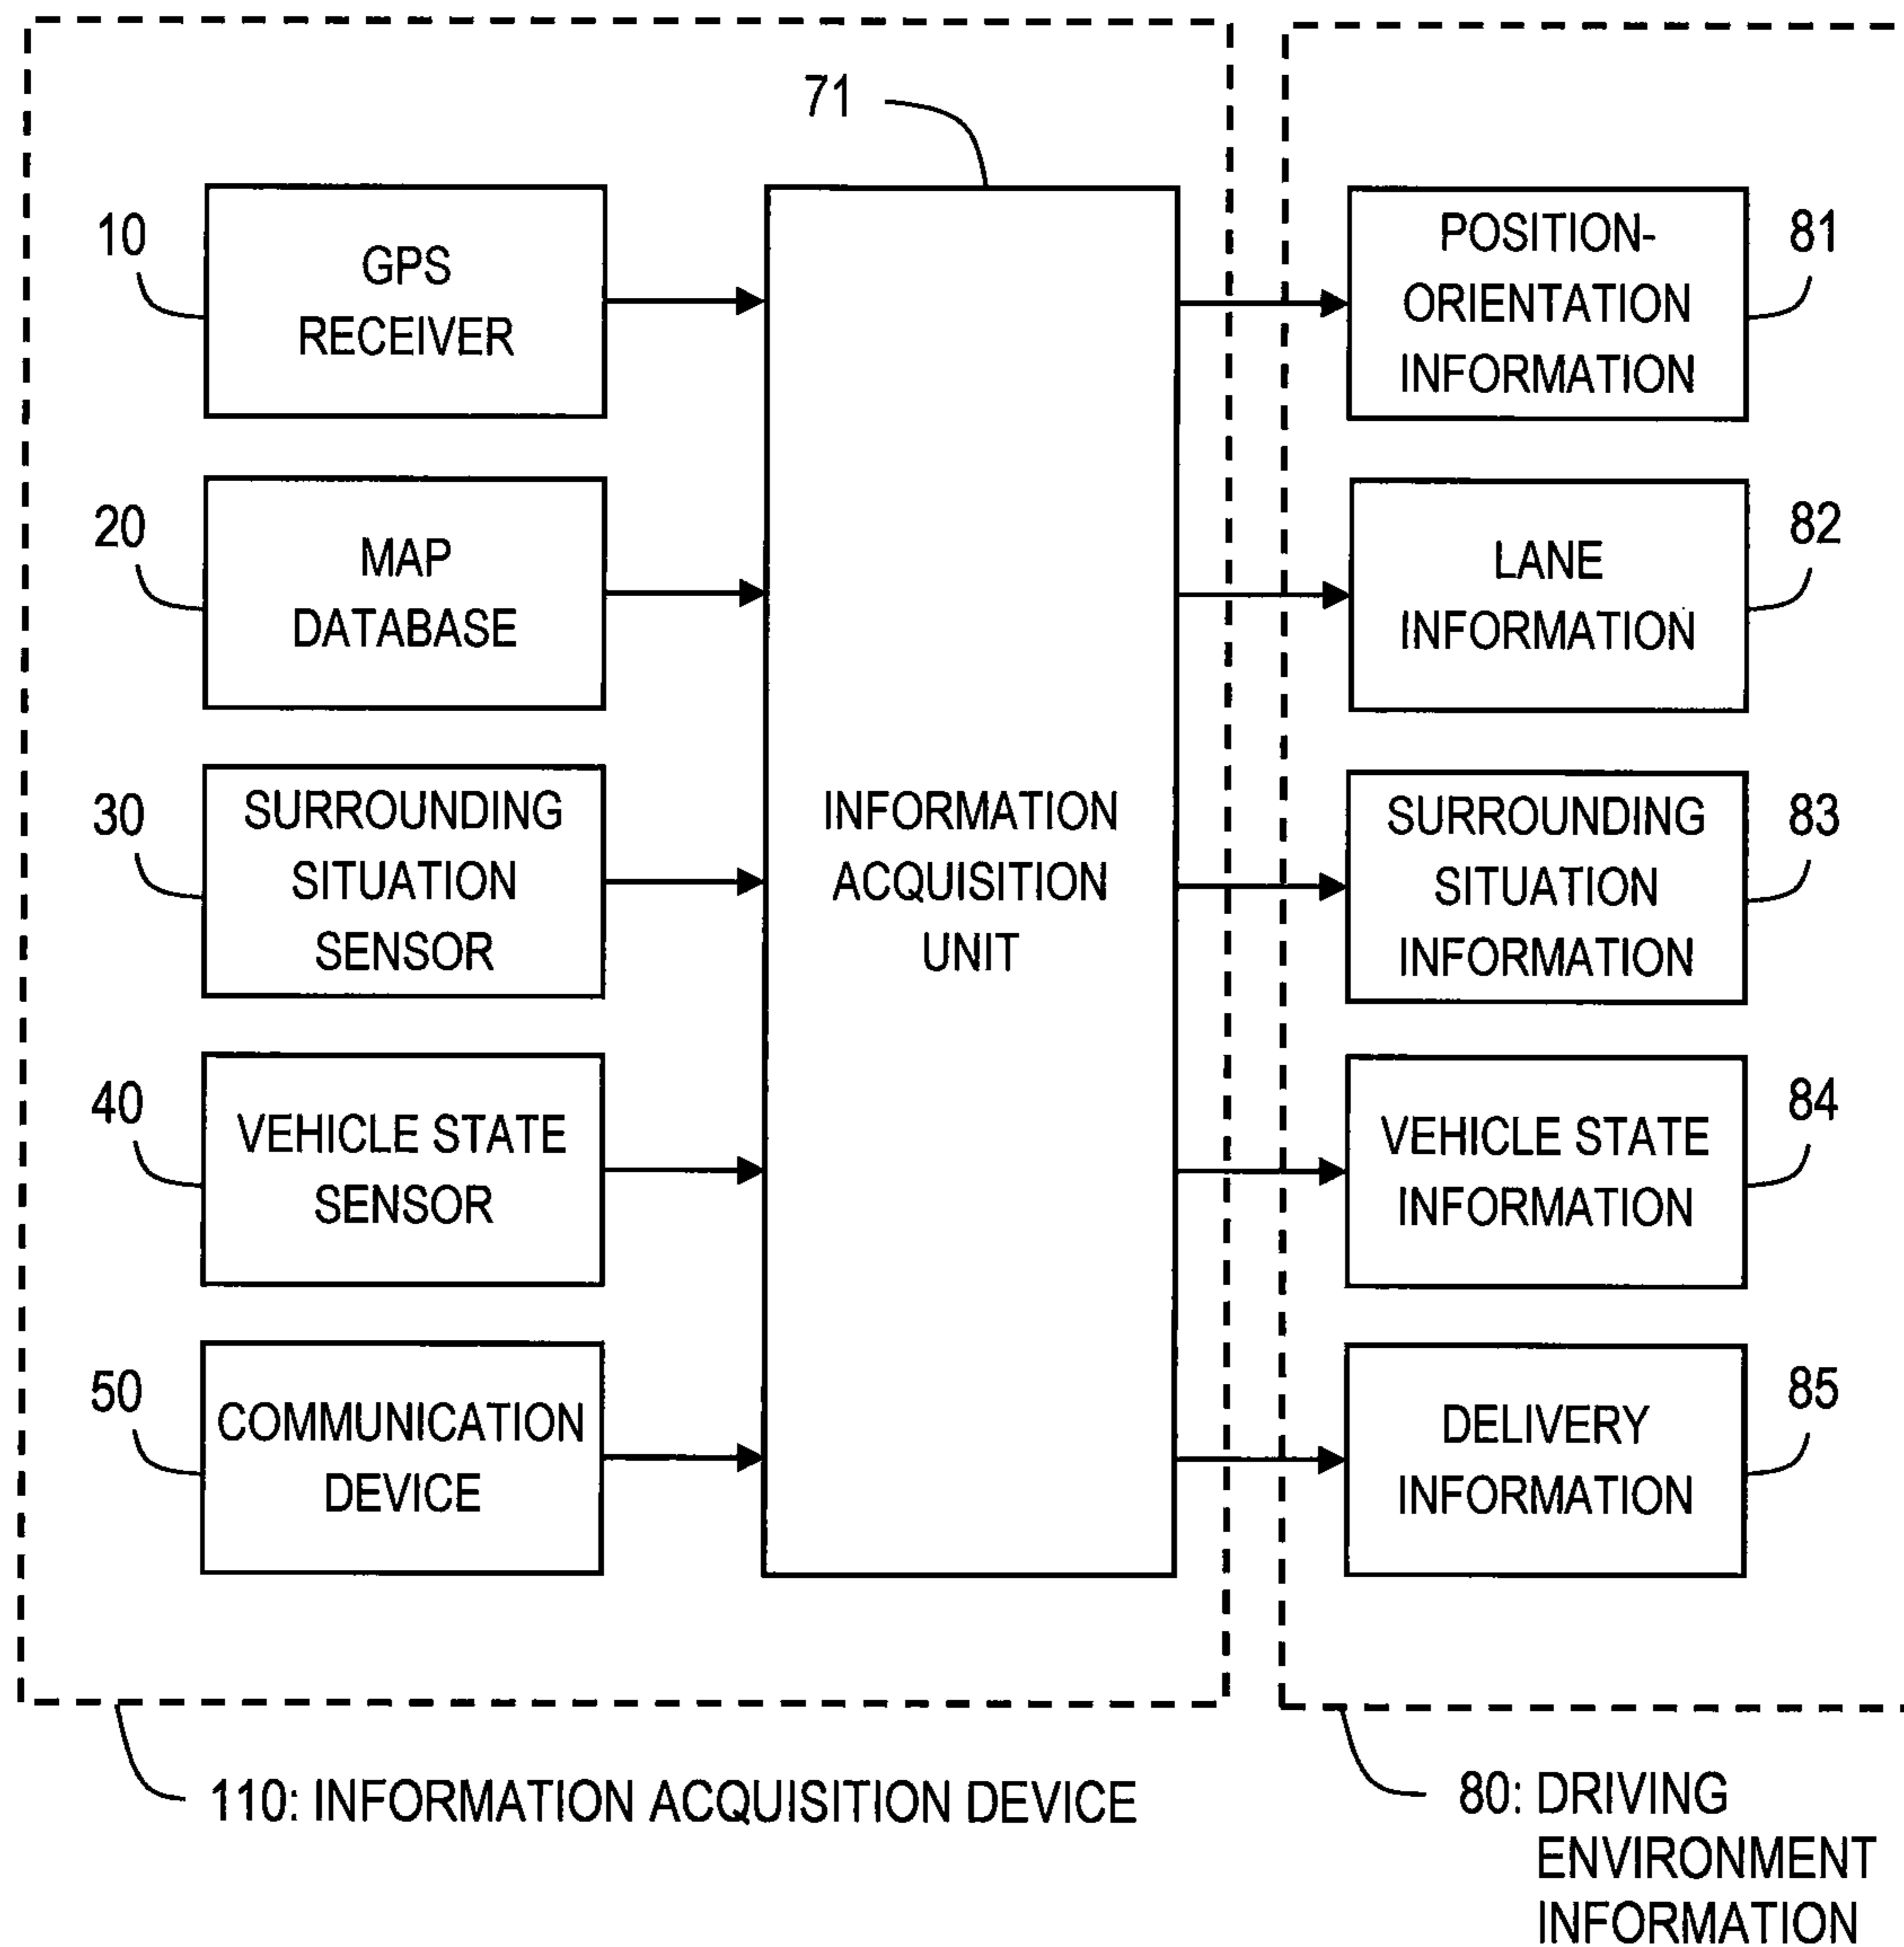 71
10
GPS
RECEIVER
20
MAP
DATABASE
30
SURROUNDING
SITUATION
SENSOR
40
VEHICLE STATE
SENSOR
50
COMMUNICATION
DEVICE
INFORMATION
ACQUISITION
UNIT
POSITION-
ORIENTATION
INFORMATION
81
LANE
INFORMATION
82
SURROUNDING
SITUATION
INFORMATION
83
VEHICLE STATE
INFORMATION
84
DELIVERY
INFORMATION
85
110: INFORMATION ACQUISITION DEVICE
80: DRIVING
ENVIRONMENT
INFORMATION